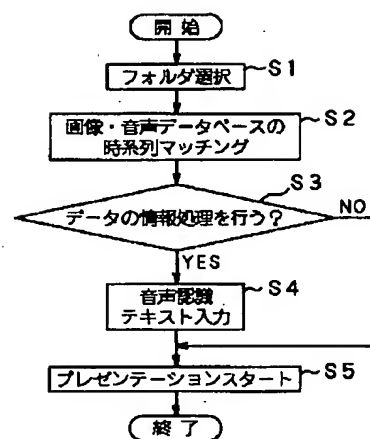 開始
フォルダ選択 S1
画像・音声データベースの S2
時系列マッチング
S3
データの情報処理を行う? NO
YES
音声認識 S4
テキスト入力
プレゼンテーションスタート S5
終了